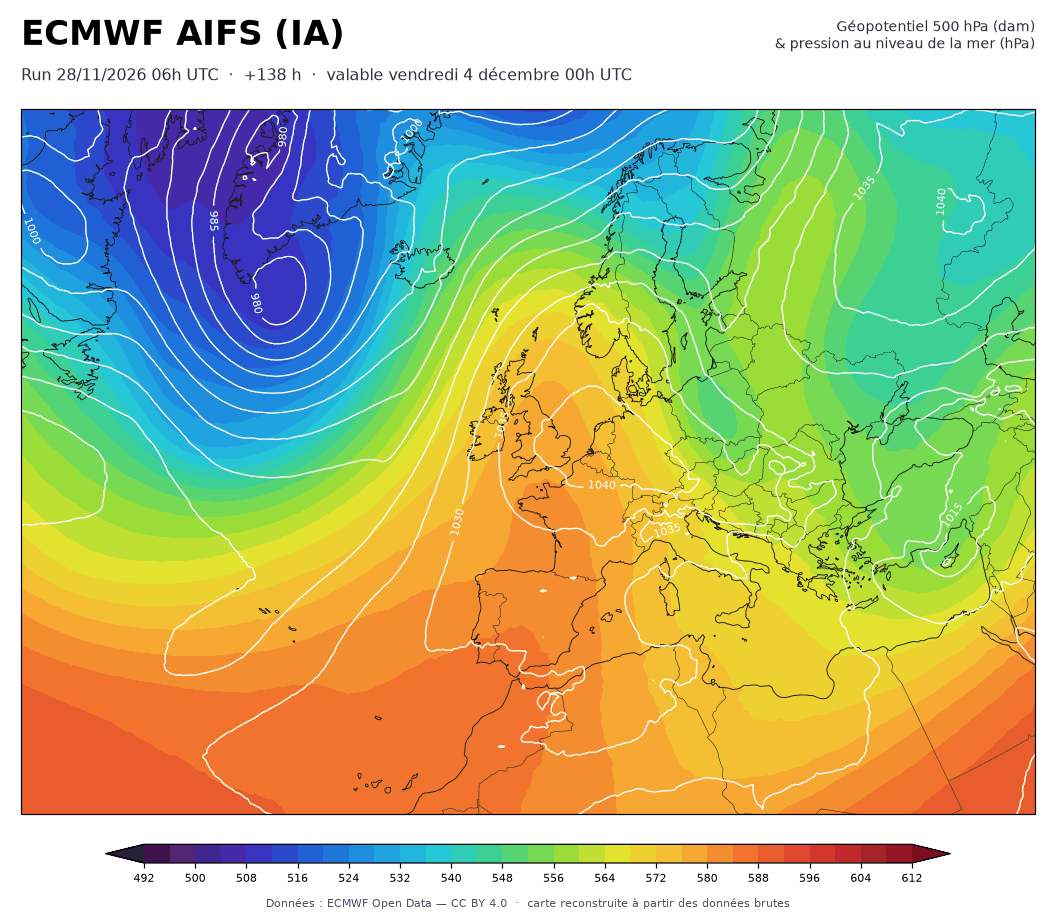 ECMWF AIFS (IA)
Géopotentiel 500 hPa (dam)
& pression au niveau de la mer (hPa)
Run 28/11/2026 06h UTC · +138 h · valable vendredi 4 décembre 00h UTC
1000
980
1035
1040
985
1000
980
1040
1030
1035
1015
492 500 508 516 524 532 540 548 556 564 572 580 588 596 604 612
Données : ECMWF Open Data — CC BY 4.0 · carte reconstruite à partir des données brutes